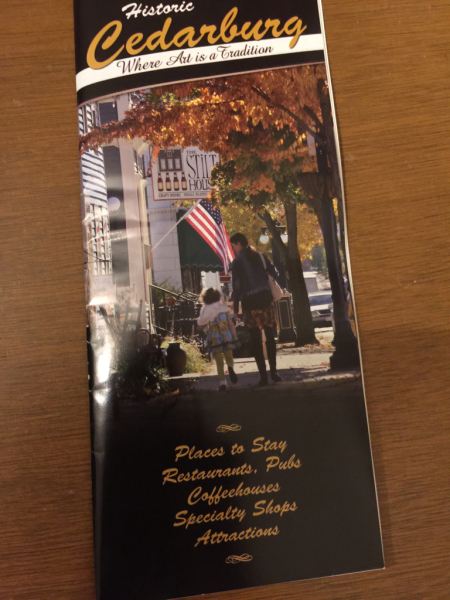 Historic
Cedarburg
Where Art is a Tradition
THE
STILT
HOUSE
Places to Stay
Restaurants, Pubs
Coffeehouses
Specialty Shops
Attractions